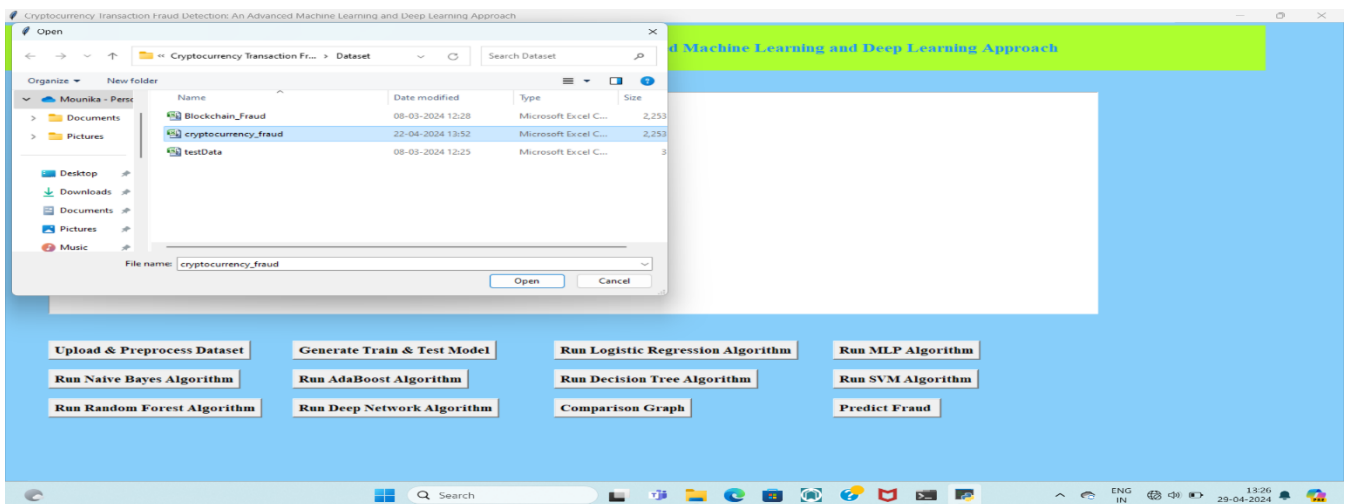 Cryptocurrency Transaction Fraud Detection: An Advanced Machine Learning and Deep Learning Approach
Open
d Machine Learning and Deep Learning Approach
« Cryptocurrency Transaction Fr... > Dataset
Search Dataset
Organize
New folder
Name Date modified Type Size
Mounika - Perso
Documents
Pictures
Blockchain_Fraud 08-03-2024 12:28 Microsoft Excel C... 2,253
cryptocurrency_fraud 22-04-2024 13:52 Microsoft Excel C... 2,253
testData 08-03-2024 12:25 Microsoft Excel C... 3
Desktop
Downloads
Documents
Pictures
Music
File name: cryptocurrency_fraud
Open Cancel
Upload & Preprocess Dataset Generate Train & Test Model Run Logistic Regression Algorithm Run MLP Algorithm
Run Naive Bayes Algorithm Run AdaBoost Algorithm Run Decision Tree Algorithm Run SVM Algorithm
Run Random Forest Algorithm Run Deep Network Algorithm Comparison Graph Predict Fraud
Search
ENG
IN
13:26
29-04-2024